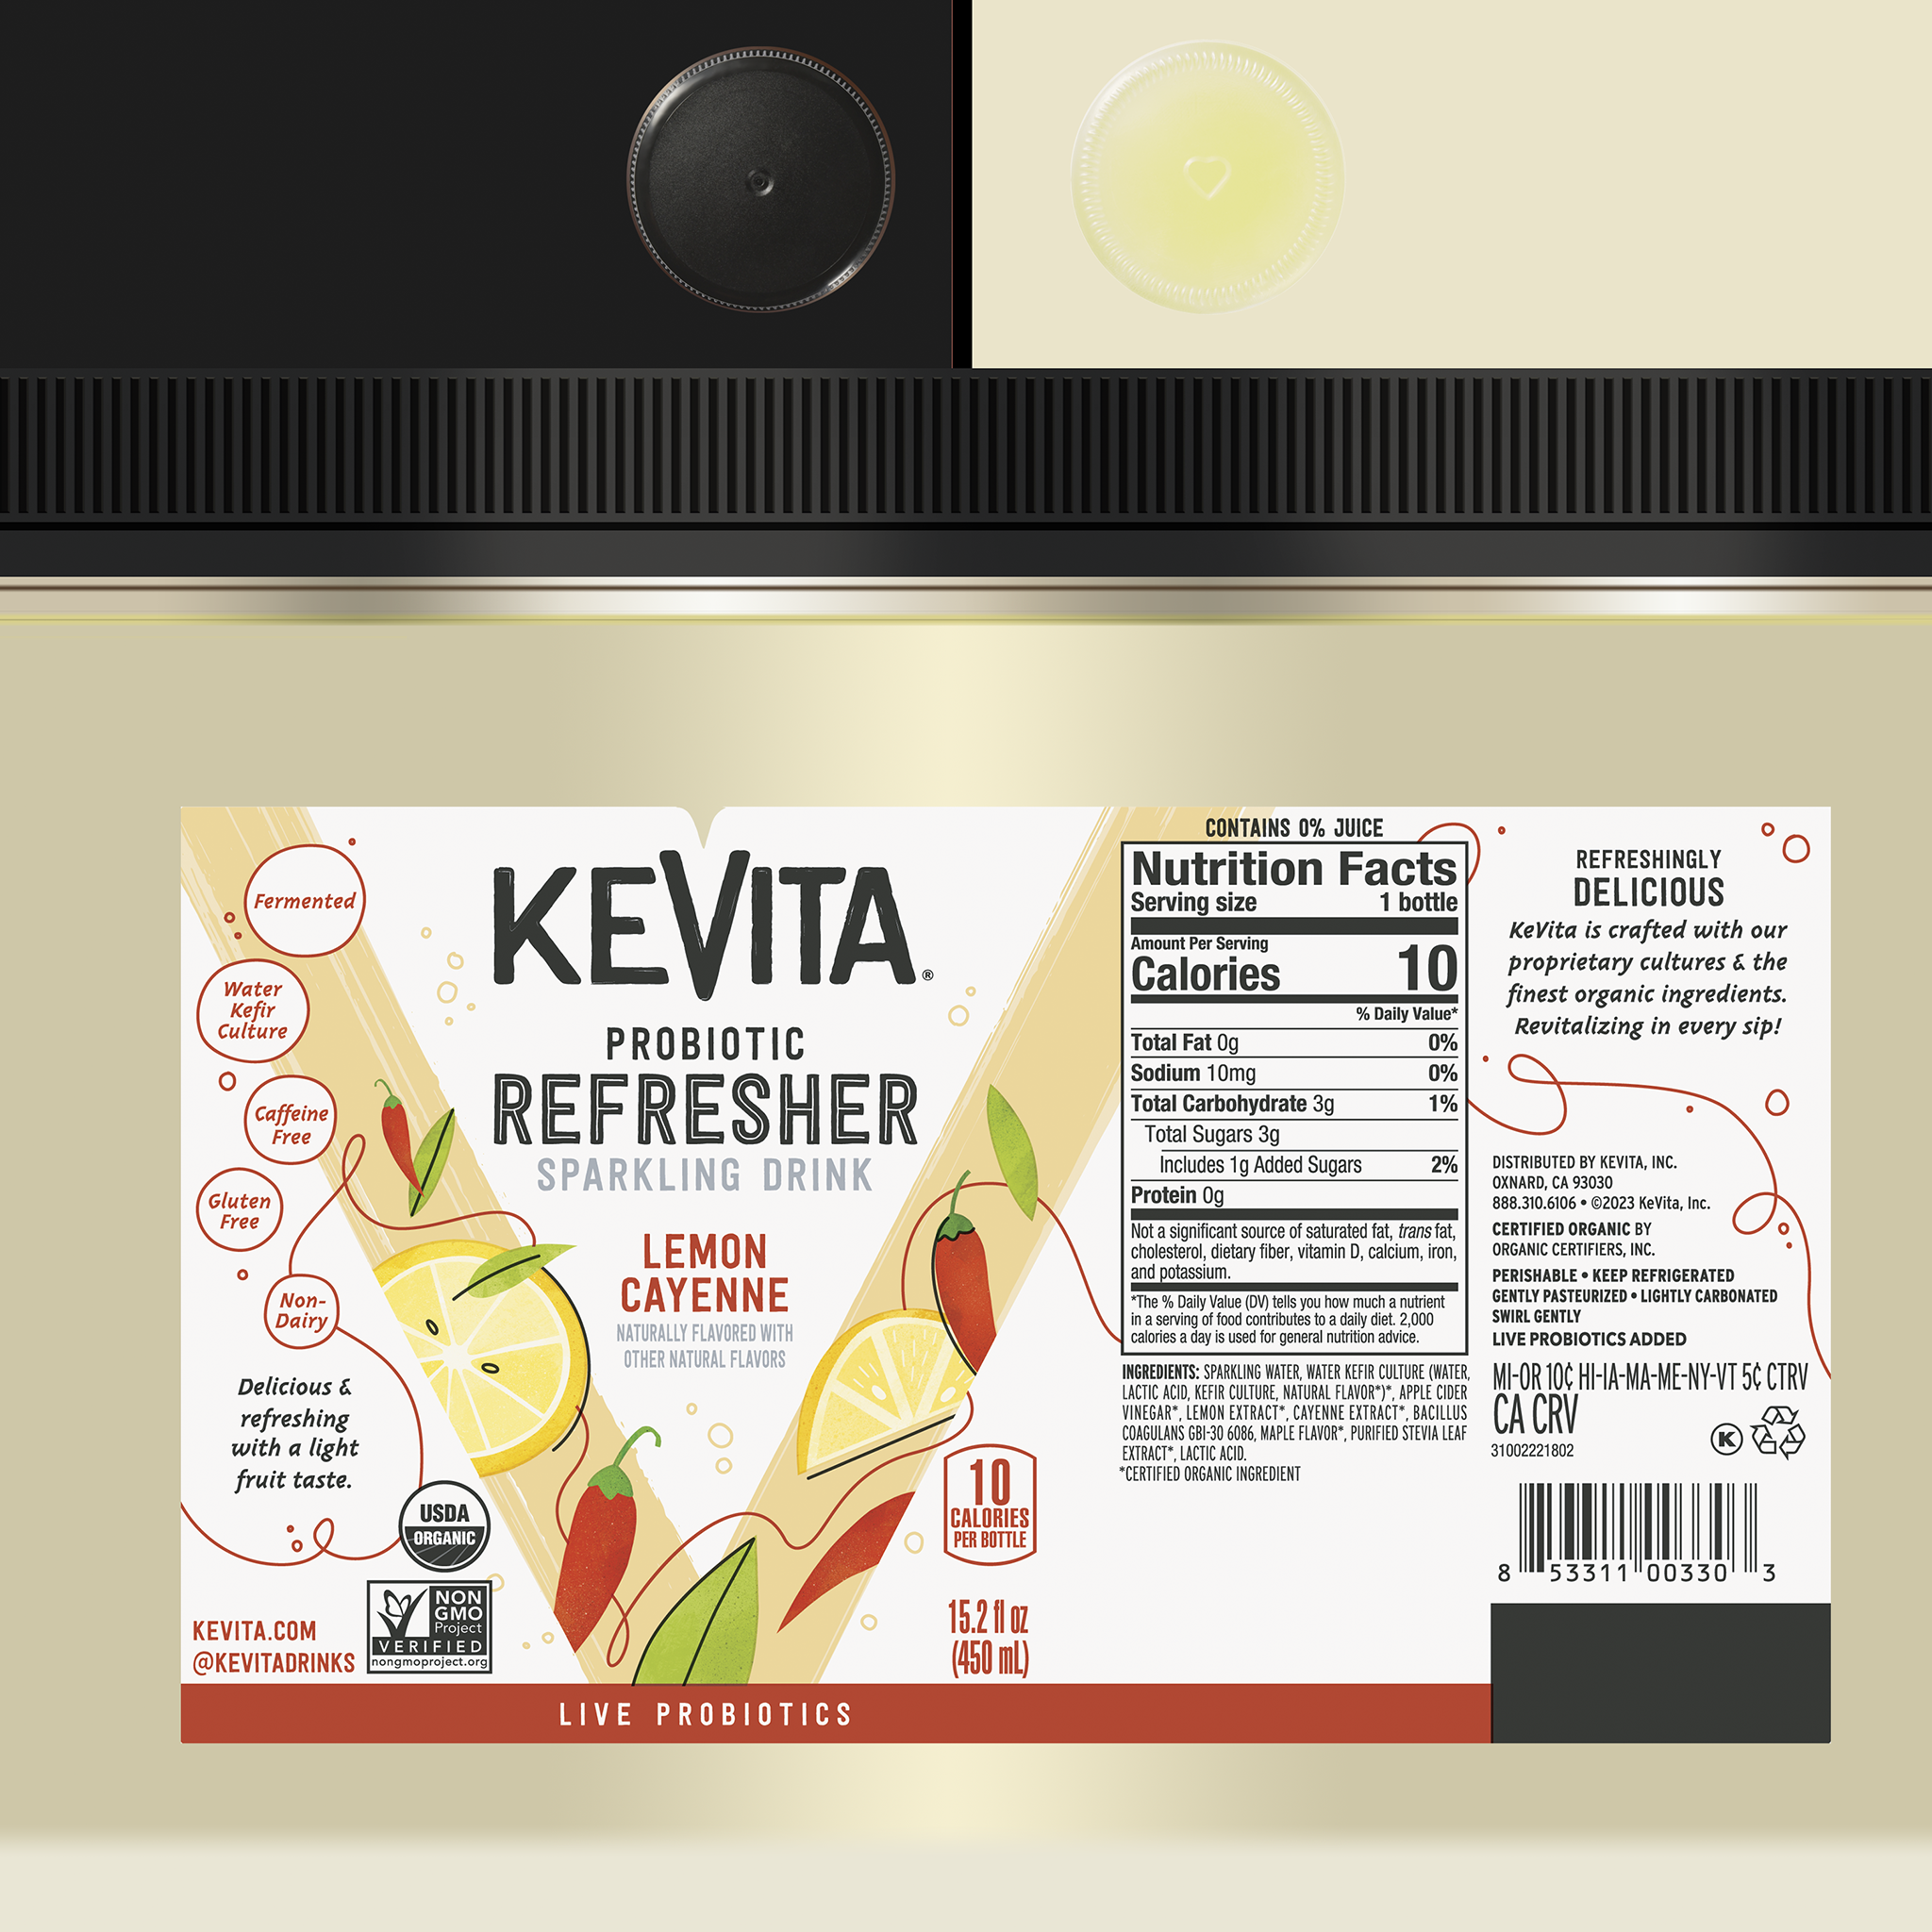 Fermented
Water
Kefir
Culture
Caffeine
Free
Gluten
Free
Non-
Dairy
Delicious &
refreshing
with a light
fruit taste.
USDA
ORGANIC
NON
GMO
Project
VERIFIED
nongmoproject.org
KEVITA.COM
@KEVITADRINKS
KEVITA®
PROBIOTIC
REFRESHER
SPARKLING DRINK
LEMON
CAYENNE
NATURALLY FLAVORED WITH
OTHER NATURAL FLAVORS
10
CALORIES
PER BOTTLE
15.2 fl oz
(450 mL)
LIVE PROBIOTICS
CONTAINS 0% JUICE
Nutrition Facts
Serving size 1 bottle
Amount Per Serving
Calories 10
% Daily Value*
Total Fat 0g 0%
Sodium 10mg 0%
Total Carbohydrate 3g 1%
Total Sugars 3g
Includes 1g Added Sugars 2%
Protein 0g
Not a significant source of saturated fat, trans fat,
cholesterol, dietary fiber, vitamin D, calcium, iron,
and potassium.
*The % Daily Value (DV) tells you how much a nutrient
in a serving of food contributes to a daily diet. 2,000
calories a day is used for general nutrition advice.
INGREDIENTS: SPARKLING WATER, WATER KEFIR CULTURE (WATER,
LACTIC ACID, KEFIR CULTURE, NATURAL FLAVOR*)*, APPLE CIDER
VINEGAR*, LEMON EXTRACT*, CAYENNE EXTRACT*, BACILLUS
COAGULANS GBI-30 6086, MAPLE FLAVOR*, PURIFIED STEVIA LEAF
EXTRACT*, LACTIC ACID.
*CERTIFIED ORGANIC INGREDIENT
REFRESHINGLY
DELICIOUS
KeVita is crafted with our
proprietary cultures & the
finest organic ingredients.
Revitalizing in every sip!
DISTRIBUTED BY KEVITA, INC.
OXNARD, CA 93030
888.310.6106 • ©2023 KeVita, Inc.
CERTIFIED ORGANIC BY
ORGANIC CERTIFIERS, INC.
PERISHABLE • KEEP REFRIGERATED
GENTLY PASTEURIZED • LIGHTLY CARBONATED
SWIRL GENTLY
LIVE PROBIOTICS ADDED
MI-OR 10¢ HI-IA-MA-ME-NY-VT 5¢ CTRV
CA CRV
31002221802
K
8 53311 00330 3